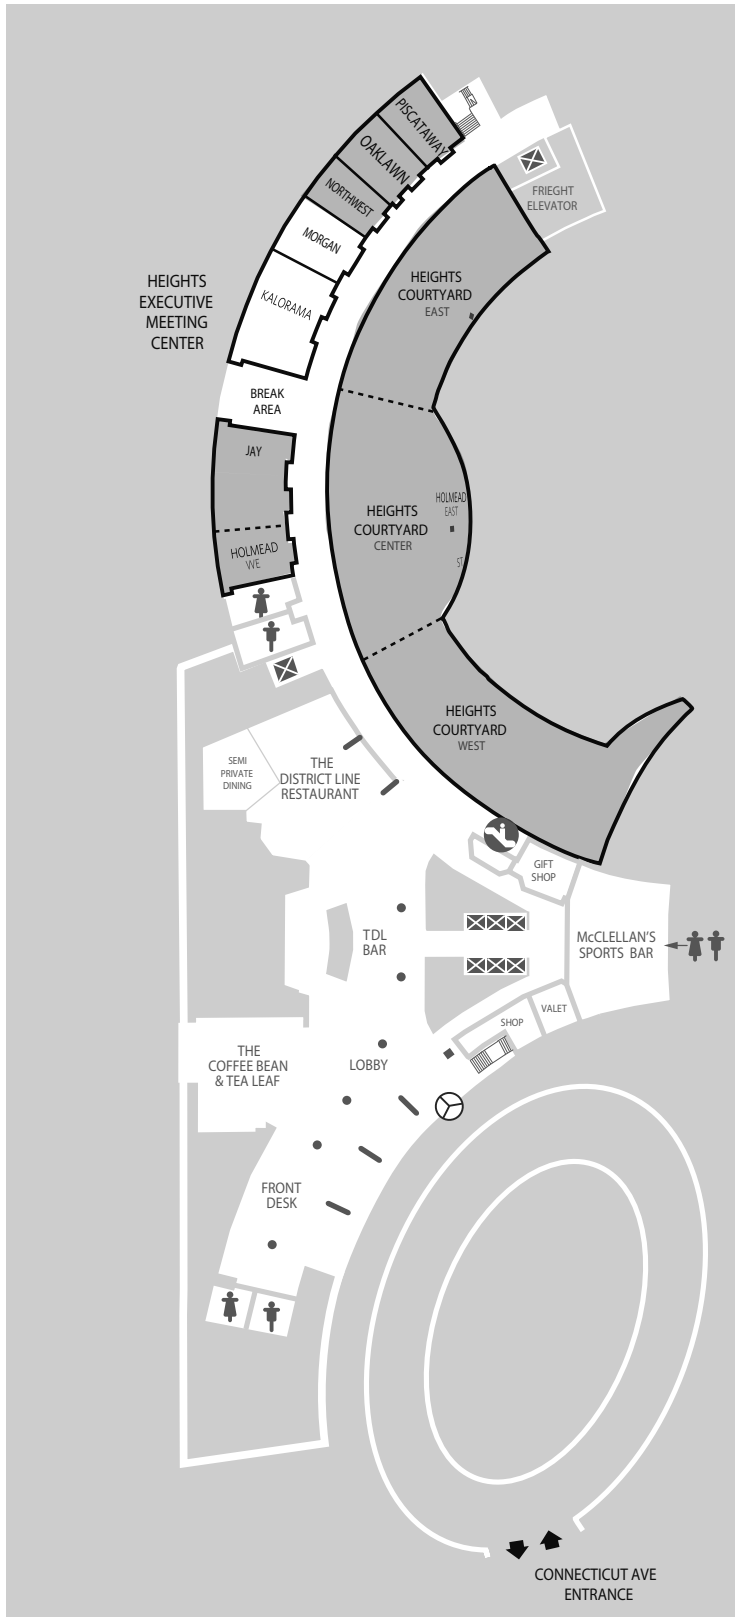 PISCATAWAY
OAKLAWN
NORTHWEST
MORGAN
KALORAMA
FRIEGHT
ELEVATOR
HEIGHTS
EXECUTIVE
MEETING
CENTER
HEIGHTS
COURTYARD
EAST
BREAK
AREA
JAY
HOLMEAD
EAST
HEIGHTS
COURTYARD
CENTER
ST
HOLMEAD
WE
HEIGHTS
COURTYARD
WEST
SEMI
PRIVATE
DINING
THE
DISTRICT LINE
RESTAURANT
GIFT
SHOP
TDL
BAR
McCLELLAN'S
SPORTS BAR
VALET
SHOP
THE
COFFEE BEAN
& TEA LEAF
LOBBY
FRONT
DESK
CONNECTICUT AVE
ENTRANCE